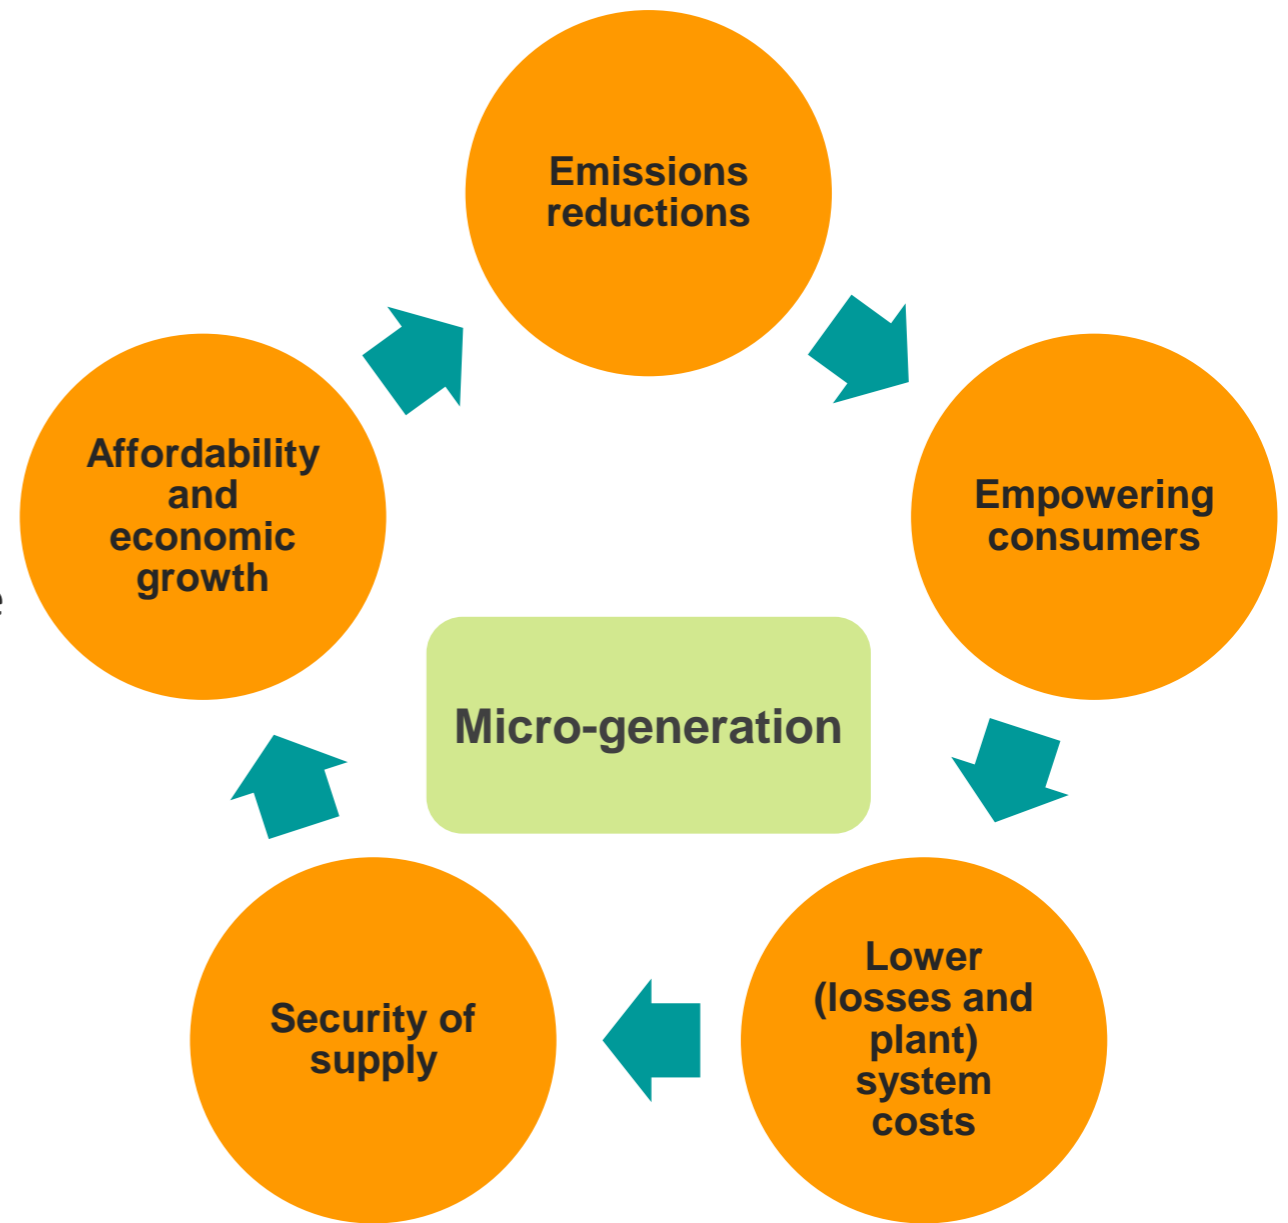 Emissions
reductions
Empowering
consumers
Lower
(losses and
plant)
system
costs
Security of
supply
Affordability
and
economic
growth
e
Micro-generation